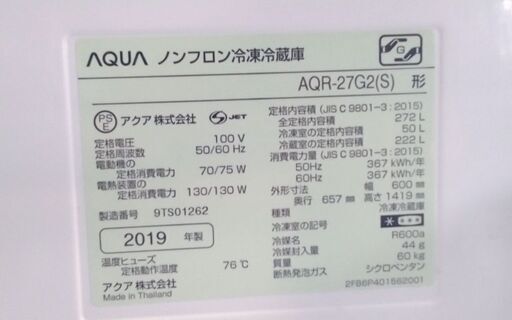 AQUA ノンフロン冷凍冷蔵庫
G
AQR-27G2(S) 形
PS E アクア 株式会社 S JET
定格電圧 100 V
定格周波数 50/60 Hz
電動機の
定格消費電力 70/75 W
電熱装置の
定格消費電力 130/130 W
製造番号 9TS01262
2019 年製
温度ヒューズ
定格動作温度 76℃
アクア 株式会社
Made in Thailand
定格内容積 (JIS C 9801-3 : 2015)
全定格内容積 272 L
冷凍室の定格内容積 50 L
冷蔵室の定格内容積 222 L
消費電力量 (JIS C 9801-3 : 2015)
50Hz 367 kWh/年
60Hz 367 kWh/年
外形寸法 幅 600 mm
奥行 657 mm 高さ 1419 mm
種類 冷凍冷蔵庫
冷凍室の記号
冷媒名 R600a
冷媒封入量 44 g
質量 60 kg
断熱発泡ガス シクロペンタン
2FB6P401562001